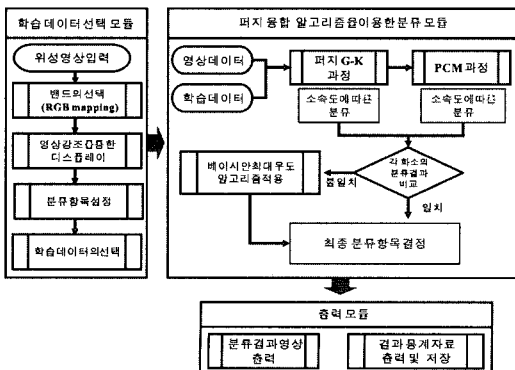 학습데이터선택 모듈
위성영상입력
밴드의선택
(RGB mapping)
영상강조를통한
디스플레이
분류항목설정
학습데이터의선택
퍼지 융합 알고리즘을이용한분류 모듈
영상데이터
학습데이터
퍼지 G-K
과정
PCM 과정
소속도에따른
분류
소속도에따른
분류
각 화소의
분류결과
비교
불일치
일치
베이시안최대우도
알고리즘적용
최종 분류항목결정
출력 모듈
분류결과영상
출력
결과통계자료
출력 및 저장